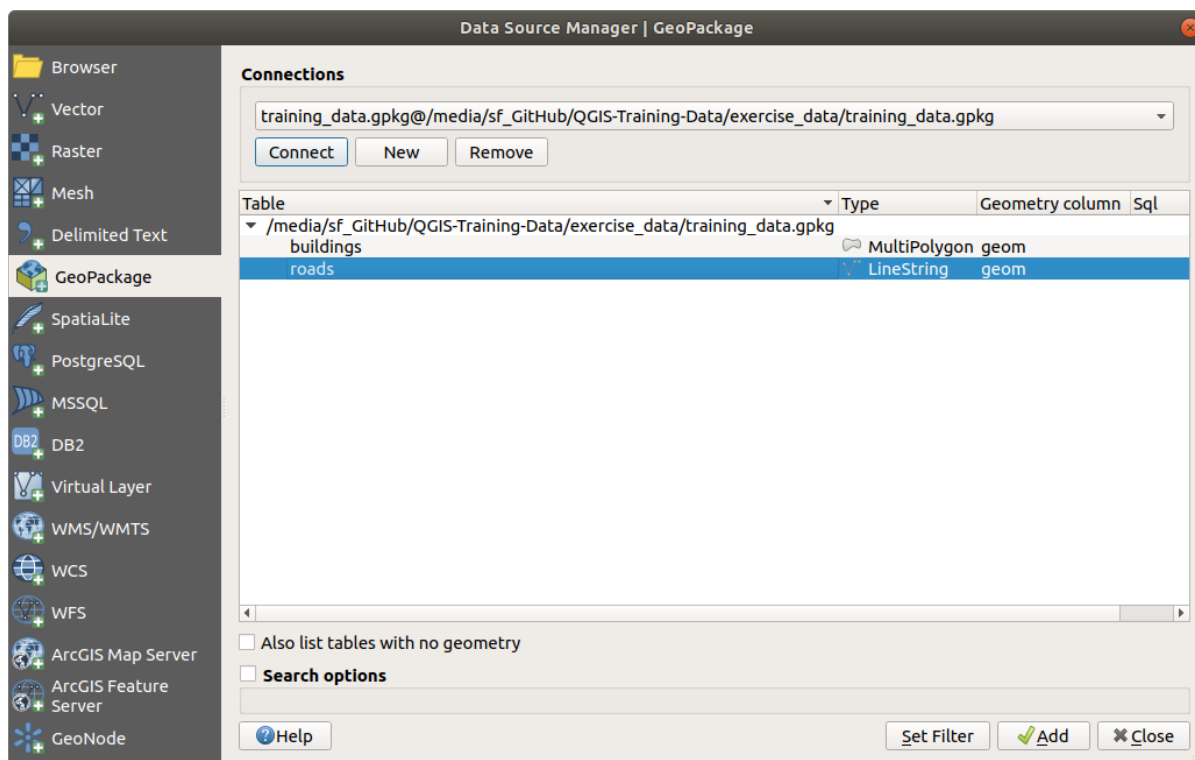 Data Source Manager | GeoPackage
Browser
Vector
Raster
Mesh
Delimited Text
GeoPackage
SpatiaLite
PostgreSQL
MSSQL
DB2
DB2
Virtual Layer
WMS/WMTS
WCS
WFS
ArcGIS Map Server
ArcGIS Feature
Server
GeoNode
Connections
training_data.gpkg@/media/sf_GitHub/QGIS-Training-Data/exercise_data/training_data.gpkg
Connect New Remove
Table Type Geometry column Sql
/media/sf_GitHub/QGIS-Training-Data/exercise_data/training_data.gpkg
buildings MultiPolygon geom
roads LineString geom
Also list tables with no geometry
Search options
Help Set Filter Add Close